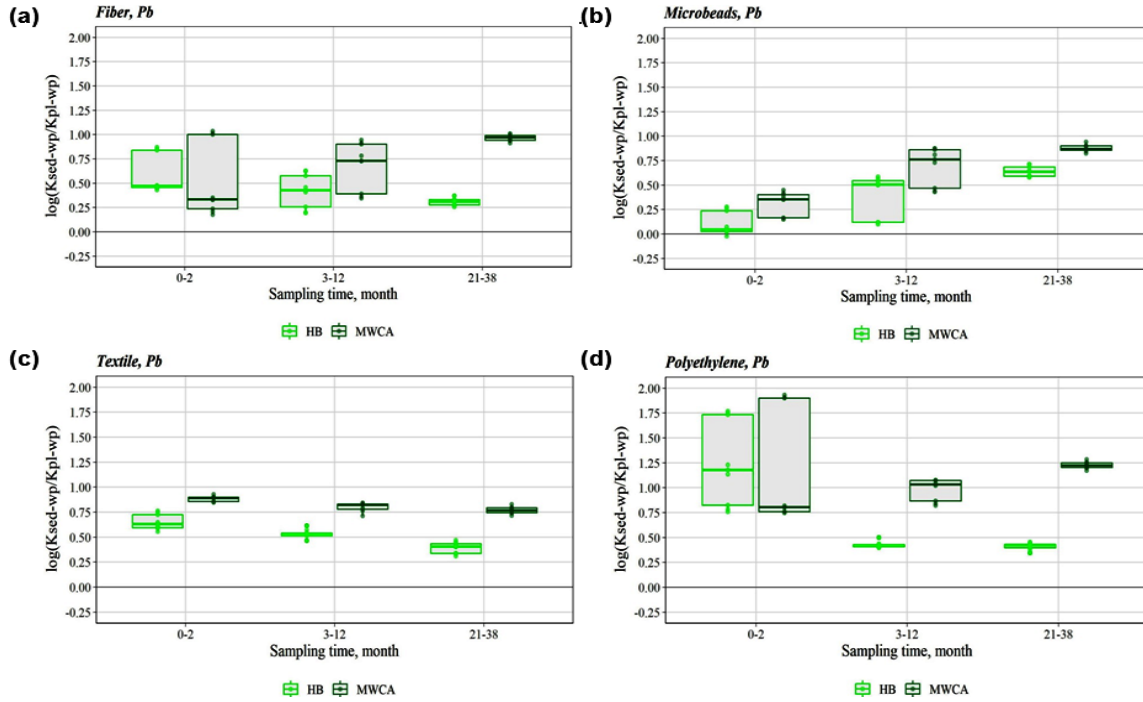 (a)
Fiber, Pb
log(Ksed-wp/Kpl-wp)
2.00
1.75
1.50
1.25
1.00
0.75
0.50
0.25
0.00
-0.25
0-2
3-12
21-38
Sampling time, month
HB
MWCA
(b)
Microbeads, Pb
log(Ksed-wp/Kpl-wp)
2.00
1.75
1.50
1.25
1.00
0.75
0.50
0.25
0.00
-0.25
0-2
3-12
21-38
Sampling time, month
HB
MWCA
(c)
Textile, Pb
log(Ksed-wp/Kpl-wp)
2.00
1.75
1.50
1.25
1.00
0.75
0.50
0.25
0.00
-0.25
0-2
3-12
21-38
Sampling time, month
HB
MWCA
(d)
Polyethylene, Pb
log(Ksed-wp/Kpl-wp)
2.00
1.75
1.50
1.25
1.00
0.75
0.50
0.25
0.00
-0.25
0-2
3-12
21-38
Sampling time, month
HB
MWCA